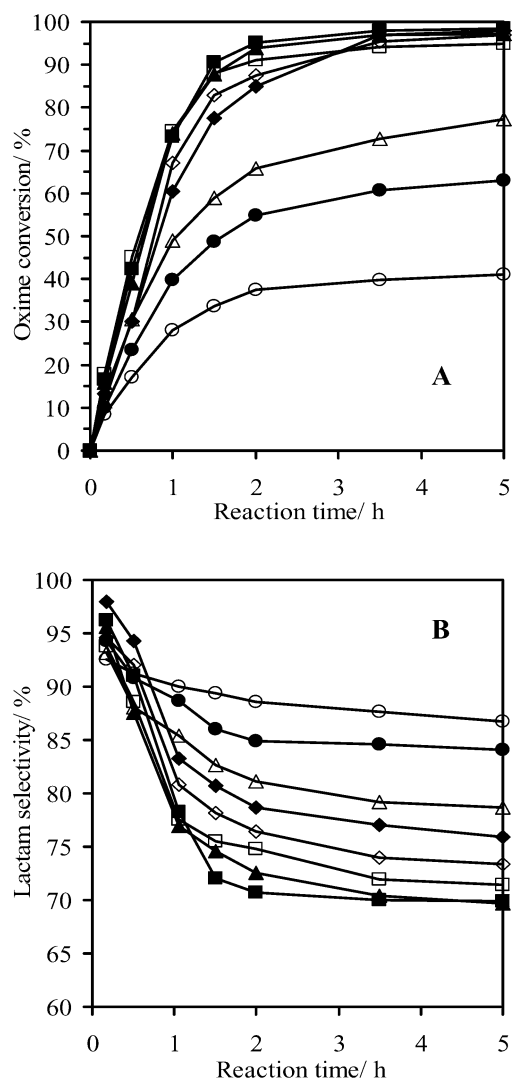 100
90
80
70
60
50
40
30
20
10
0
Oxime conversion/ %
A
0 1 2 3 4 5
Reaction time/ h
100
95
90
85
80
75
70
65
60
Lactam selectivity/ %
B
0 1 2 3 4 5
Reaction time/ h